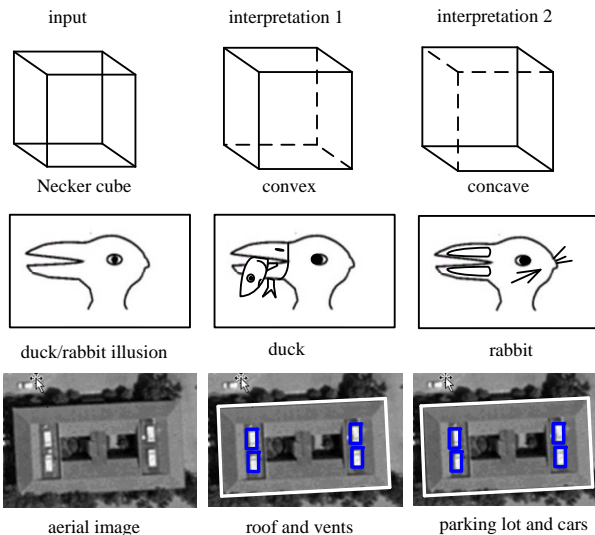 input interpretation 1 interpretation 2
Necker cube convex concave
duck/rabbit illusion duck rabbit
aerial image roof and vents parking lot and cars